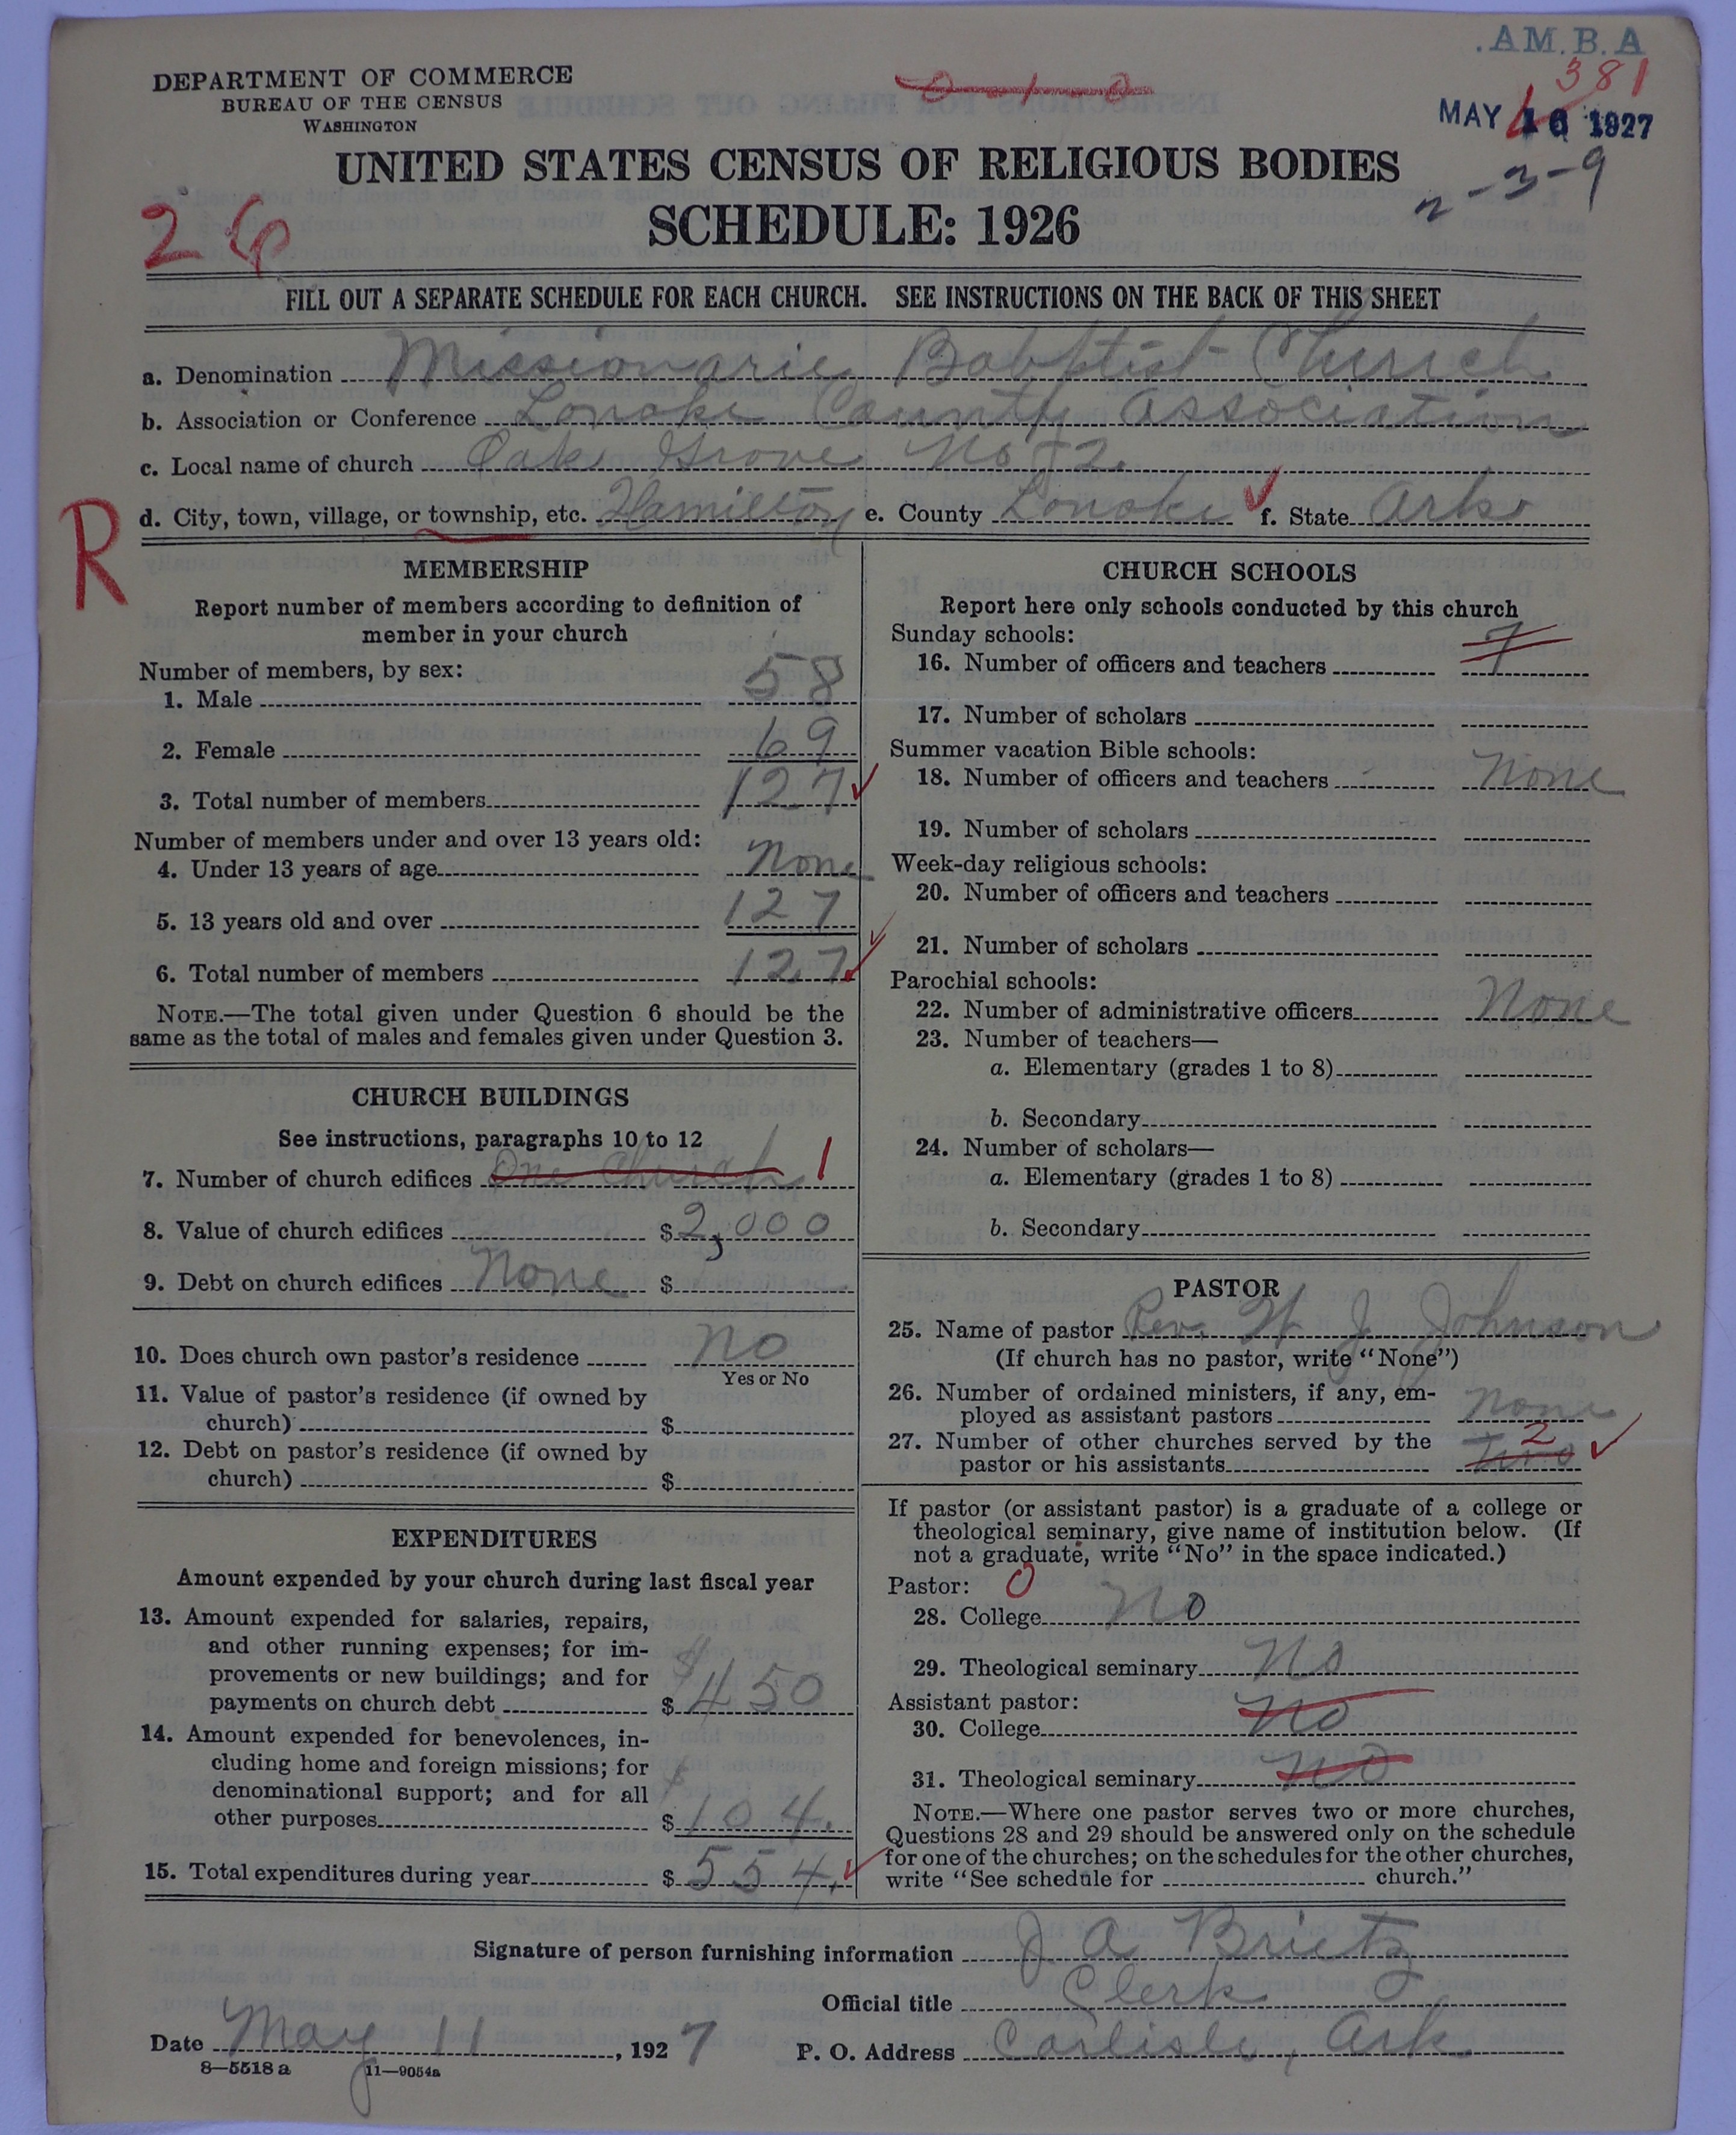 .A.M.B.A
DEPARTMENT OF COMMERCE
BUREAU OF THE CENSUS
WASHINGTON
0-1-0
381
MAY 16 1927
2-3-9
UNITED STATES CENSUS OF RELIGIOUS BODIES
SCHEDULE: 1926
26
FILL OUT A SEPARATE SCHEDULE FOR EACH CHURCH. SEE INSTRUCTIONS ON THE BACK OF THIS SHEET
a. Denomination Missionarie Babptist Church
b. Association or Conference Lonoke County Association
c. Local name of church Oak Grove No #2
d. City, town, village, or township, etc. Hamilton e. County Lonoke f. State Ark
R
MEMBERSHIP
Report number of members according to definition of
member in your church
Number of members, by sex:
1. Male 58
2. Female 69
3. Total number of members 127
Number of members under and over 13 years old:
4. Under 13 years of age None
5. 13 years old and over 127
6. Total number of members 127
NOTE.—The total given under Question 6 should be the
same as the total of males and females given under Question 3.
CHURCH BUILDINGS
See instructions, paragraphs 10 to 12
7. Number of church edifices One Church 1
8. Value of church edifices $2,000
9. Debt on church edifices None $
10. Does church own pastor's residence No
Yes or No
11. Value of pastor's residence (if owned by
church) $
12. Debt on pastor's residence (if owned by
church) $
EXPENDITURES
Amount expended by your church during last fiscal year
13. Amount expended for salaries, repairs,
and other running expenses; for im-
provements or new buildings; and for
payments on church debt $ $450
14. Amount expended for benevolences, in-
cluding home and foreign missions; for
denominational support; and for all
other purposes $ $104.
15. Total expenditures during year $554.
CHURCH SCHOOLS
Report here only schools conducted by this church
Sunday schools:
16. Number of officers and teachers 7
17. Number of scholars
Summer vacation Bible schools:
18. Number of officers and teachers None
19. Number of scholars
Week-day religious schools:
20. Number of officers and teachers
21. Number of scholars
Parochial schools:
22. Number of administrative officers None
23. Number of teachers—
a. Elementary (grades 1 to 8)
b. Secondary
24. Number of scholars—
a. Elementary (grades 1 to 8)
b. Secondary
PASTOR
25. Name of pastor Rev. W J Johnson
(If church has no pastor, write "None")
26. Number of ordained ministers, if any, em-
ployed as assistant pastors None
27. Number of other churches served by the
pastor or his assistants two 2
If pastor (or assistant pastor) is a graduate of a college or
theological seminary, give name of institution below. (If
not a graduate, write "No" in the space indicated.)
Pastor: 0
28. College No
29. Theological seminary No
Assistant pastor:
30. College No
31. Theological seminary No
NOTE.—Where one pastor serves two or more churches,
Questions 28 and 29 should be answered only on the schedule
for one of the churches; on the schedules for the other churches,
write "See schedule for church."
Signature of person furnishing information J A Brietz
Official title Clerk
Date May 11, 1927 P. O. Address Carlisle, Ark
8—5518 a 11—9054a